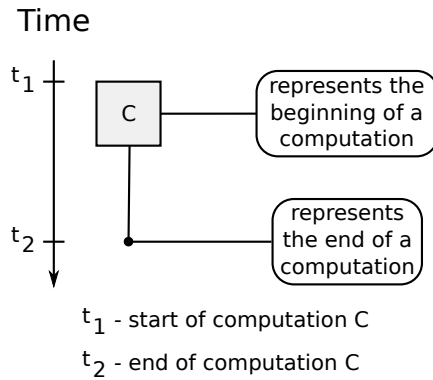 Time
t1
C
represents the
beginning of a
computation
t2
represents
the end of a
computation
t1 - start of computation C
t2 - end of computation C